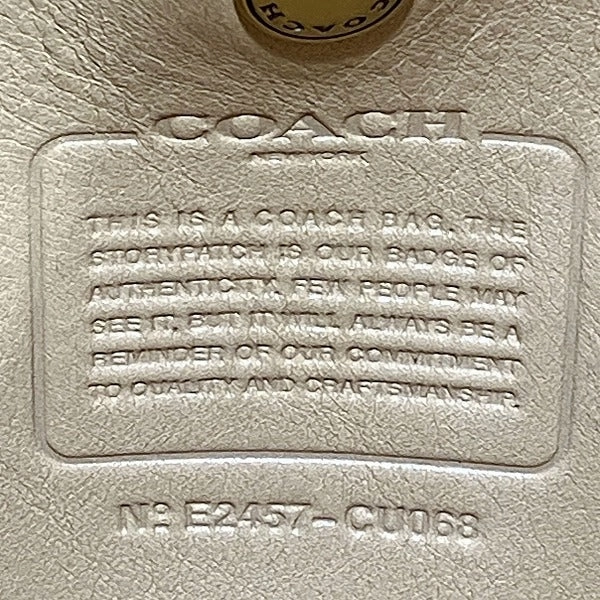 COACH
COACH
NEW YORK
THIS IS A COACH BAG. THE
STORYPATCH IS OUR BADGE OF
AUTHENTICITY. FEW PEOPLE MAY
SEE IT, BUT IT WILL ALWAYS BE A
REMINDER OF OUR COMMITMENT
TO QUALITY AND CRAFTSMANSHIP.
Nº E2457-CU068